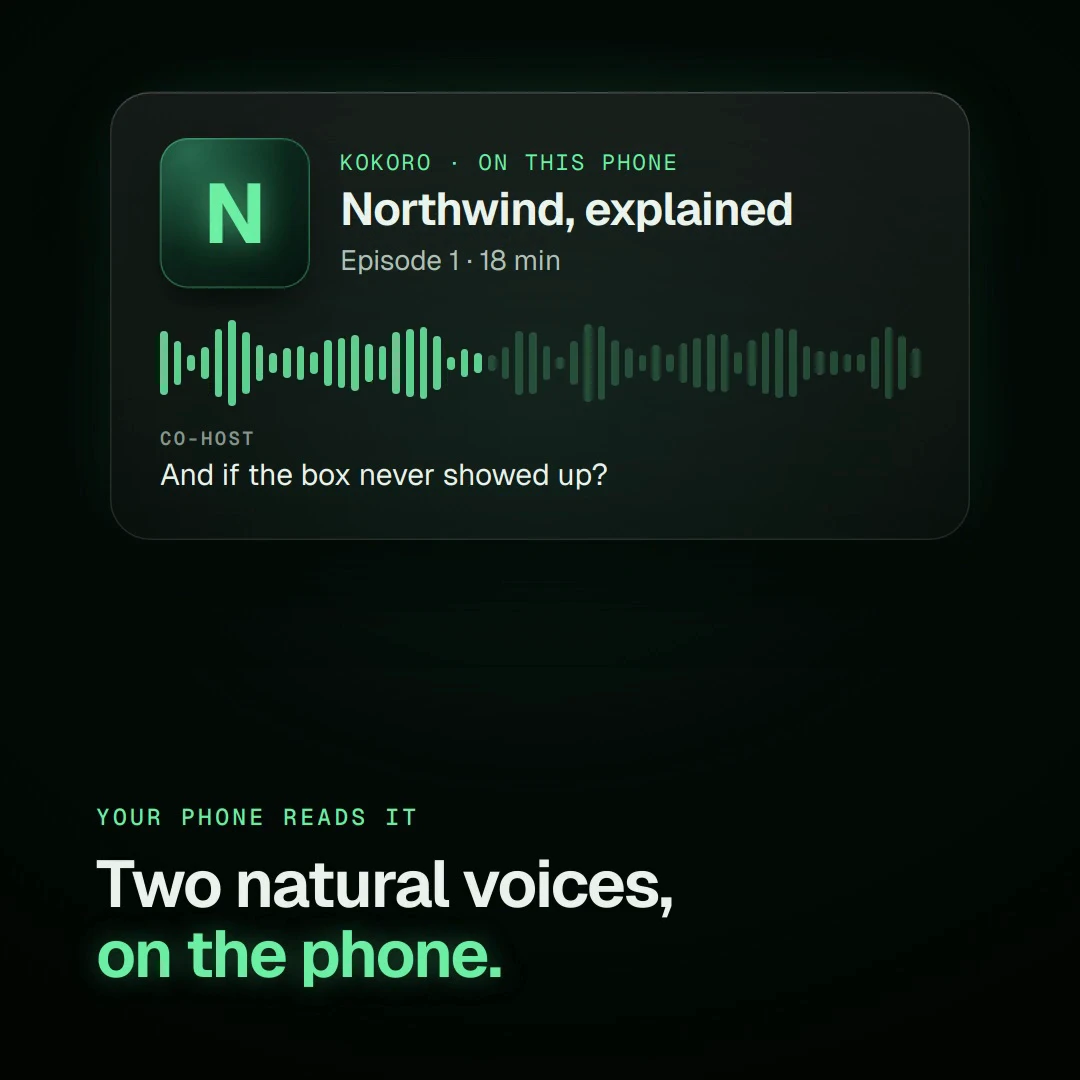 N
KOKORO · ON THIS PHONE
Northwind, explained
Episode 1 · 18 min
CO-HOST
And if the box never showed up?
YOUR PHONE READS IT
Two natural voices,
on the phone.